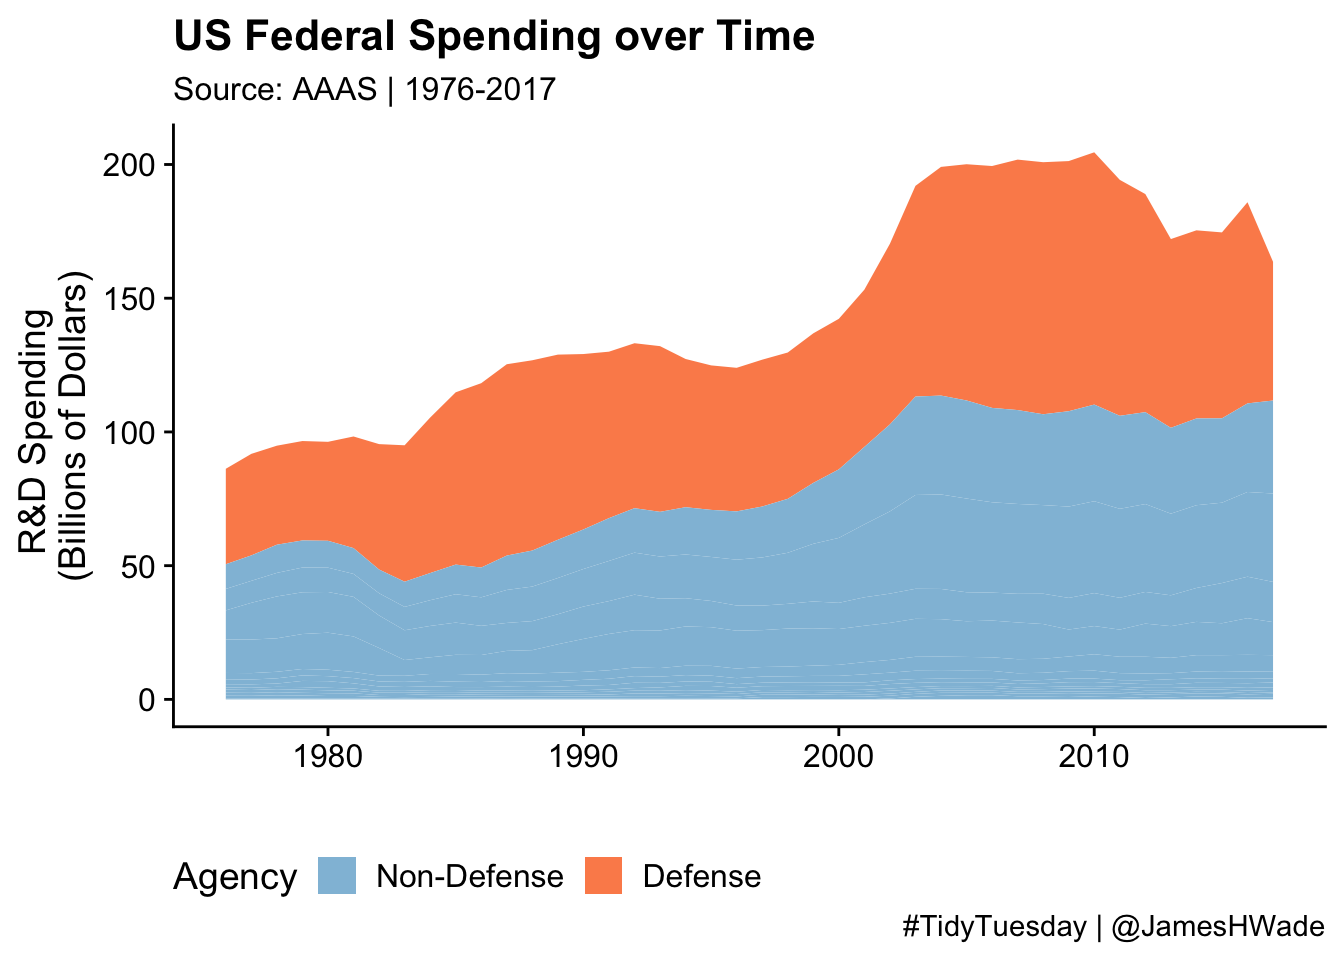 US Federal Spending over Time
Source: AAAS | 1976-2017
R&D Spending
(Billions of Dollars)
200
150
100
50
0
1980 1990 2000 2010
Agency Non-Defense Defense
#TidyTuesday | @JamesHWade